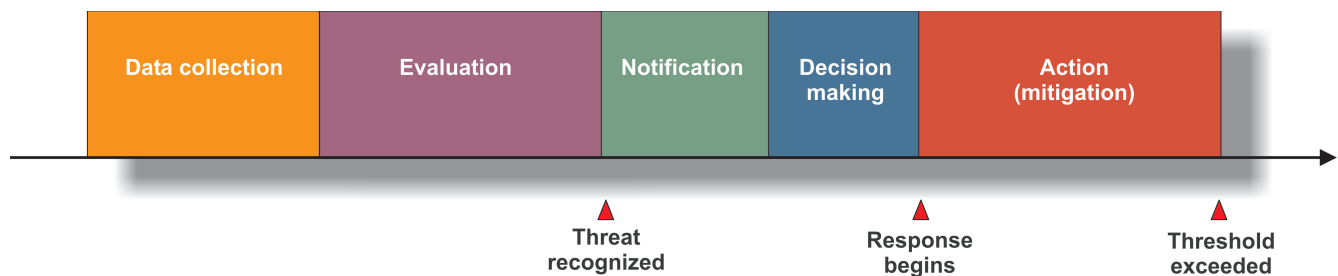 Data collection
Evaluation
Notification
Decision
making
Action
(mitigation)
Threat
recognized
Response
begins
Threshold
exceeded